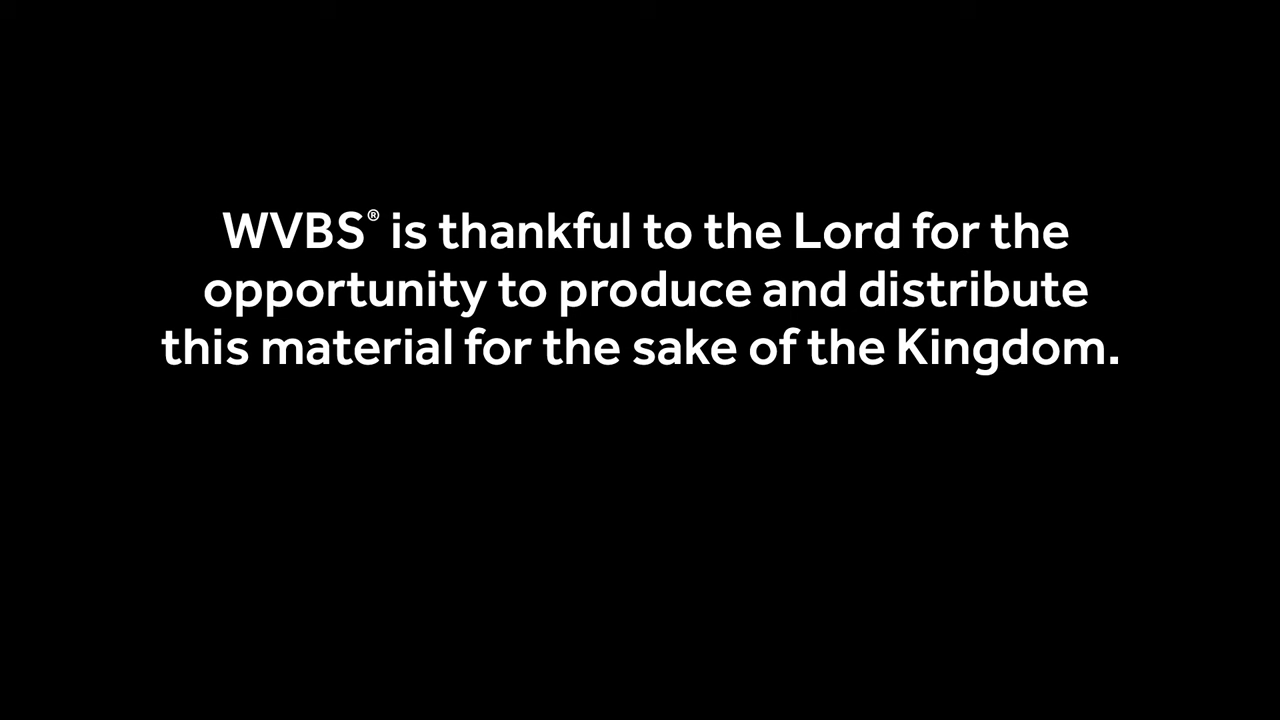 WVBS® is thankful to the Lord for the
opportunity to produce and distribute
this material for the sake of the Kingdom.